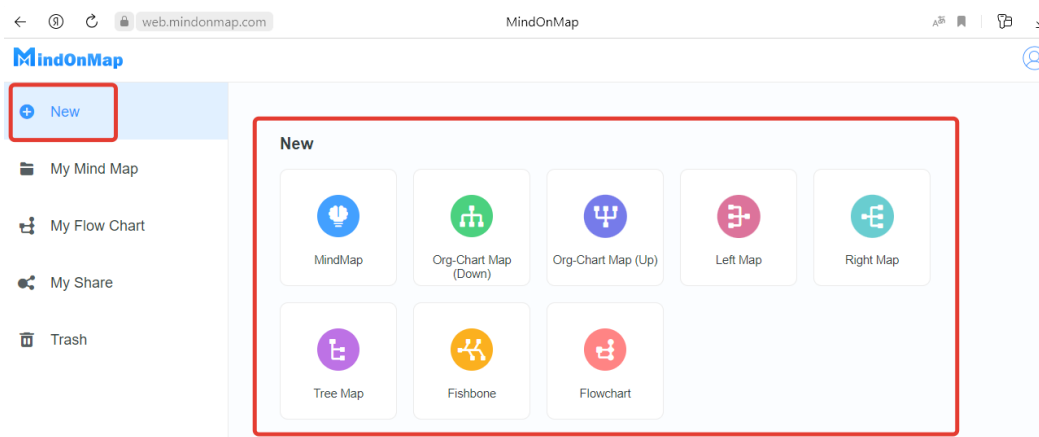 web.mindonmap.com
MindOnMap
MindOnMap
New
My Mind Map
My Flow Chart
My Share
Trash
New
MindMap
Org-Chart Map
(Down)
Org-Chart Map (Up)
Left Map
Right Map
Tree Map
Fishbone
Flowchart